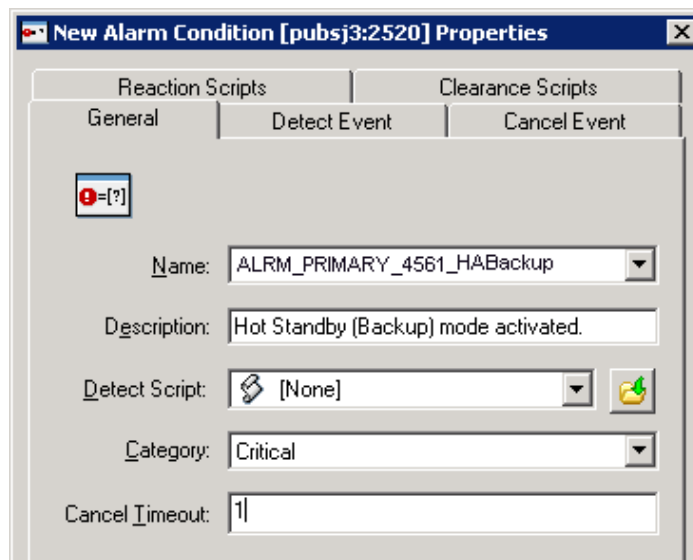 New Alarm Condition [pubsj3:2520] Properties
Reaction Scripts Clearance Scripts
General Detect Event Cancel Event
=[?]
Name: ALRM_PRIMARY_4561_HABackup
Description: Hot Standby (Backup) mode activated.
Detect Script: [None]
Category: Critical
Cancel Timeout: 1